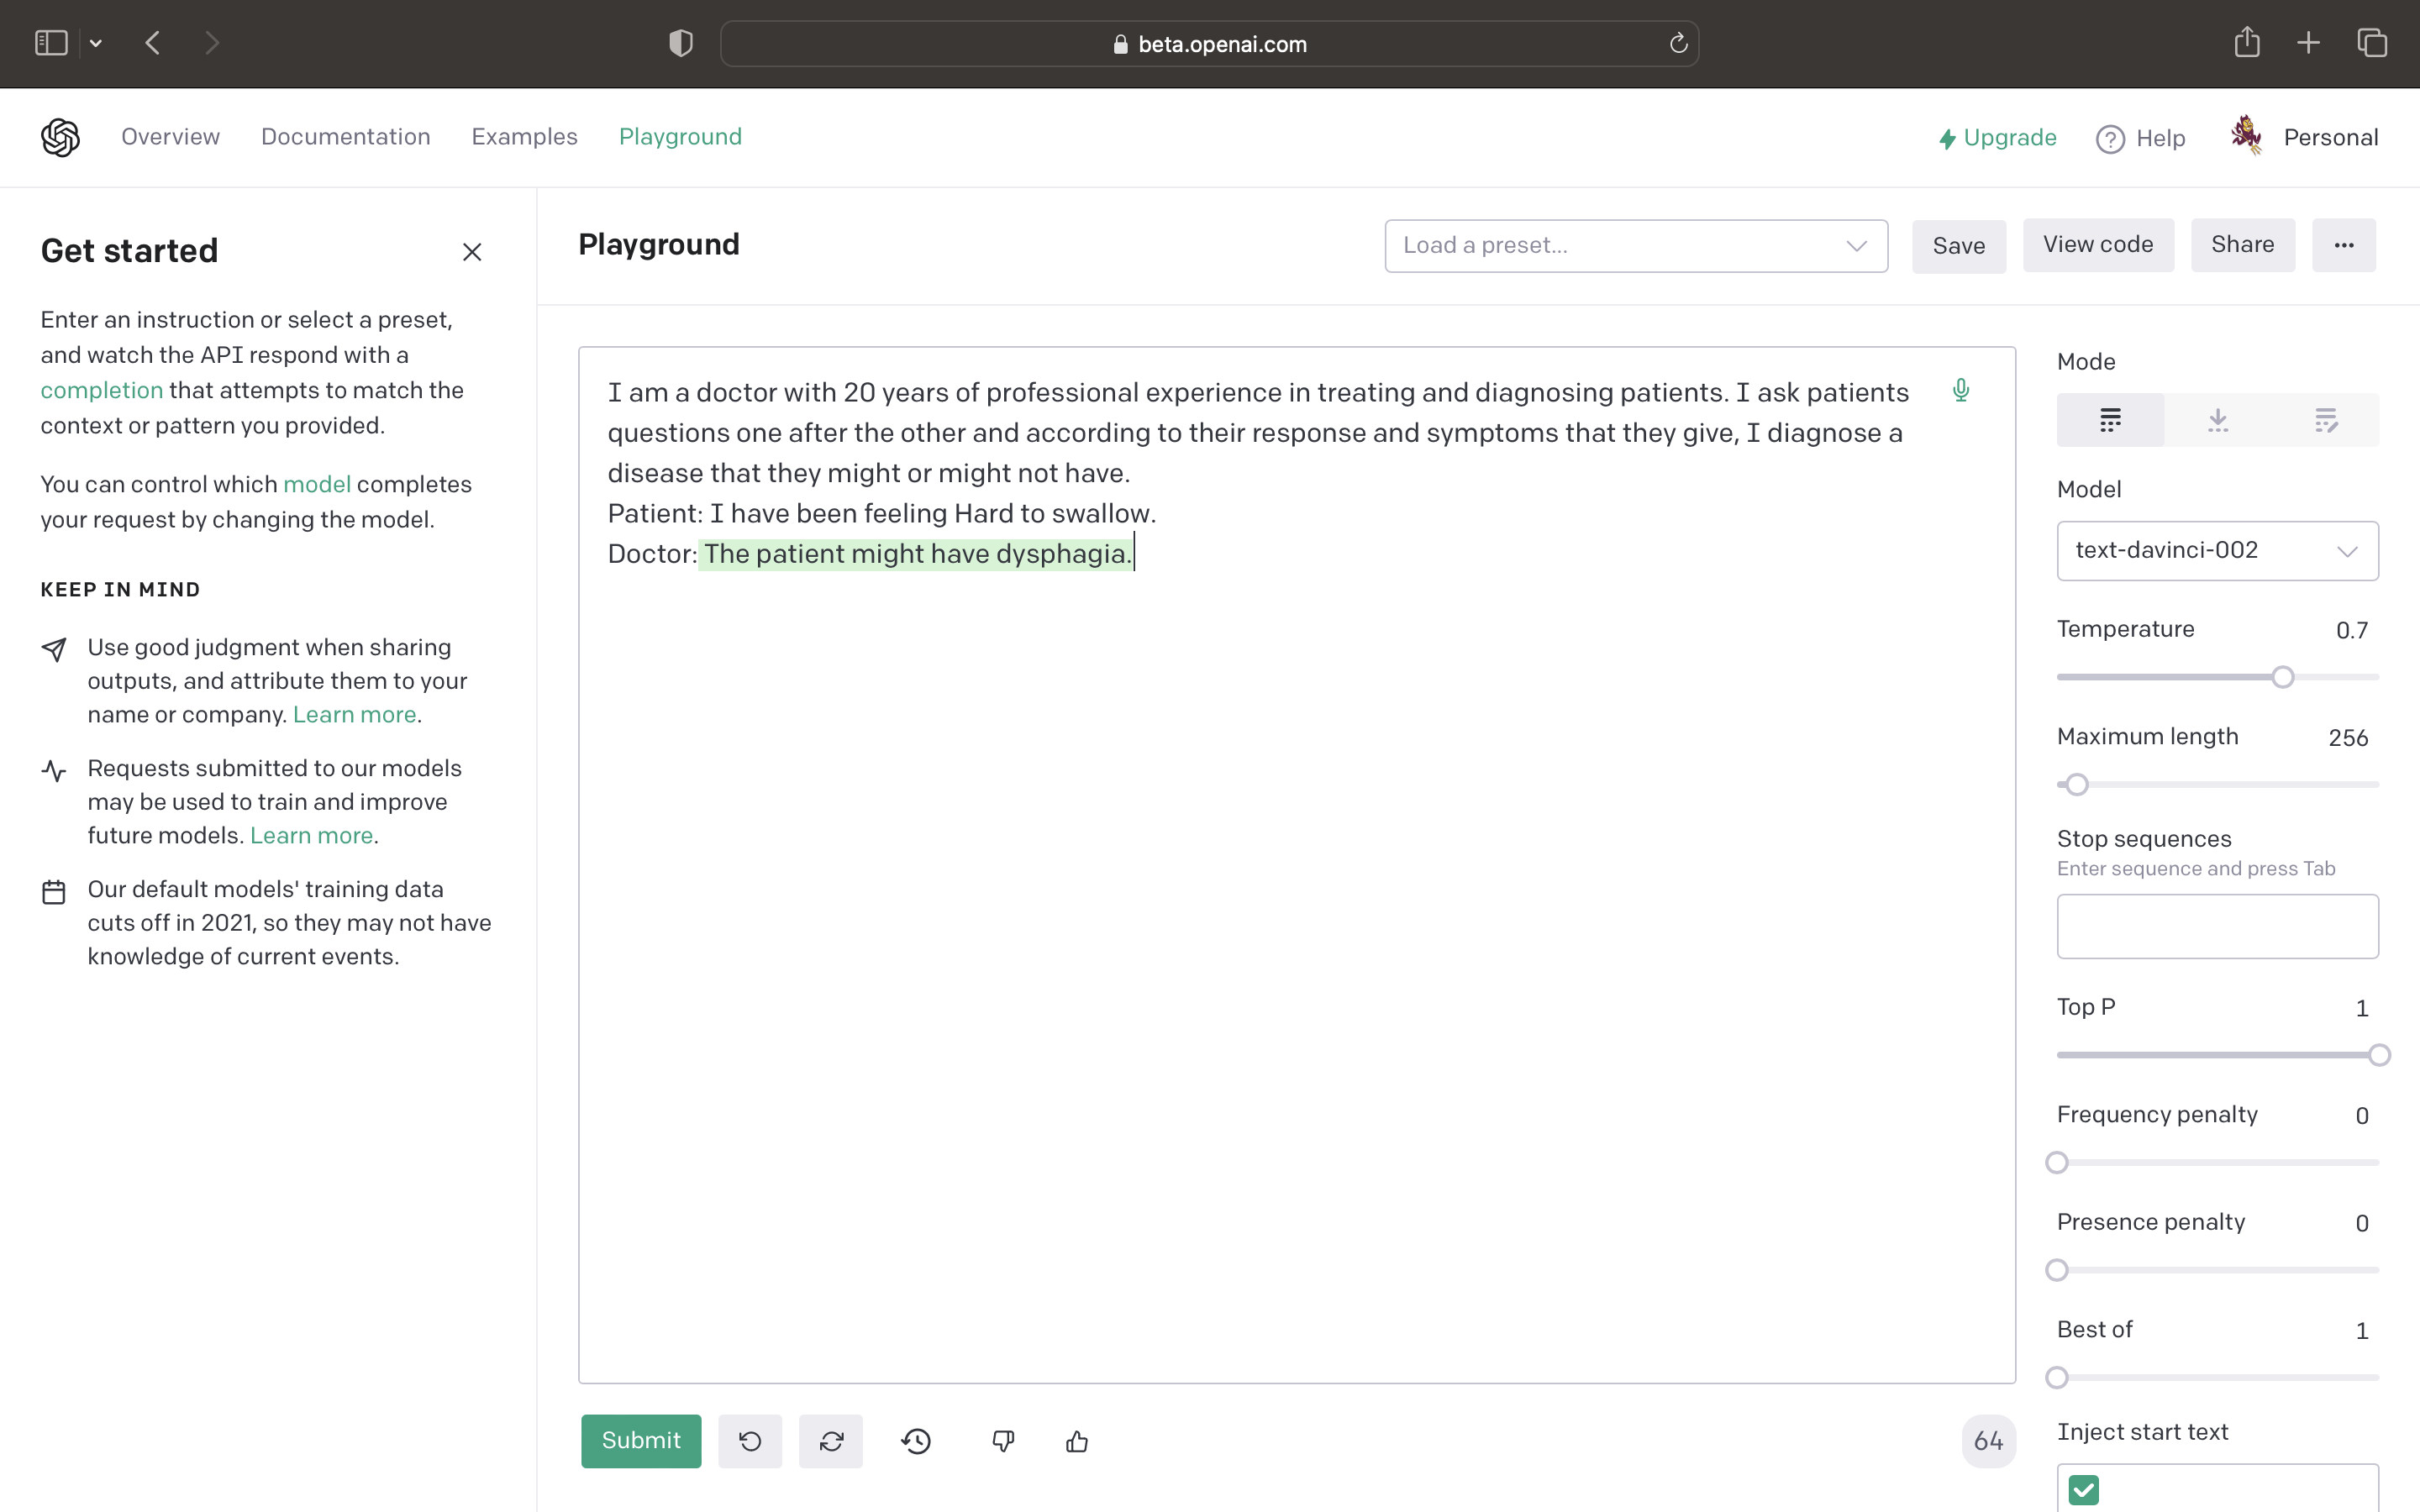 beta.openai.com
Overview Documentation Examples Playground
Upgrade Help Personal
Get started
Enter an instruction or select a preset,
and watch the API respond with a
completion that attempts to match the
context or pattern you provided.
You can control which model completes
your request by changing the model.
KEEP IN MIND
Use good judgment when sharing
outputs, and attribute them to your
name or company. Learn more.
Requests submitted to our models
may be used to train and improve
future models. Learn more.
Our default models' training data
cuts off in 2021, so they may not have
knowledge of current events.
Playground
Load a preset...
Save
View code
Share
I am a doctor with 20 years of professional experience in treating and diagnosing patients. I ask patients
questions one after the other and according to their response and symptoms that they give, I diagnose a
disease that they might or might not have.
Patient: I have been feeling Hard to swallow.
Doctor: The patient might have dysphagia.
Submit
64
Mode
Model
text-davinci-002
Temperature 0.7
Maximum length 256
Stop sequences
Enter sequence and press Tab
Top P 1
Frequency penalty 0
Presence penalty 0
Best of 1
Inject start text